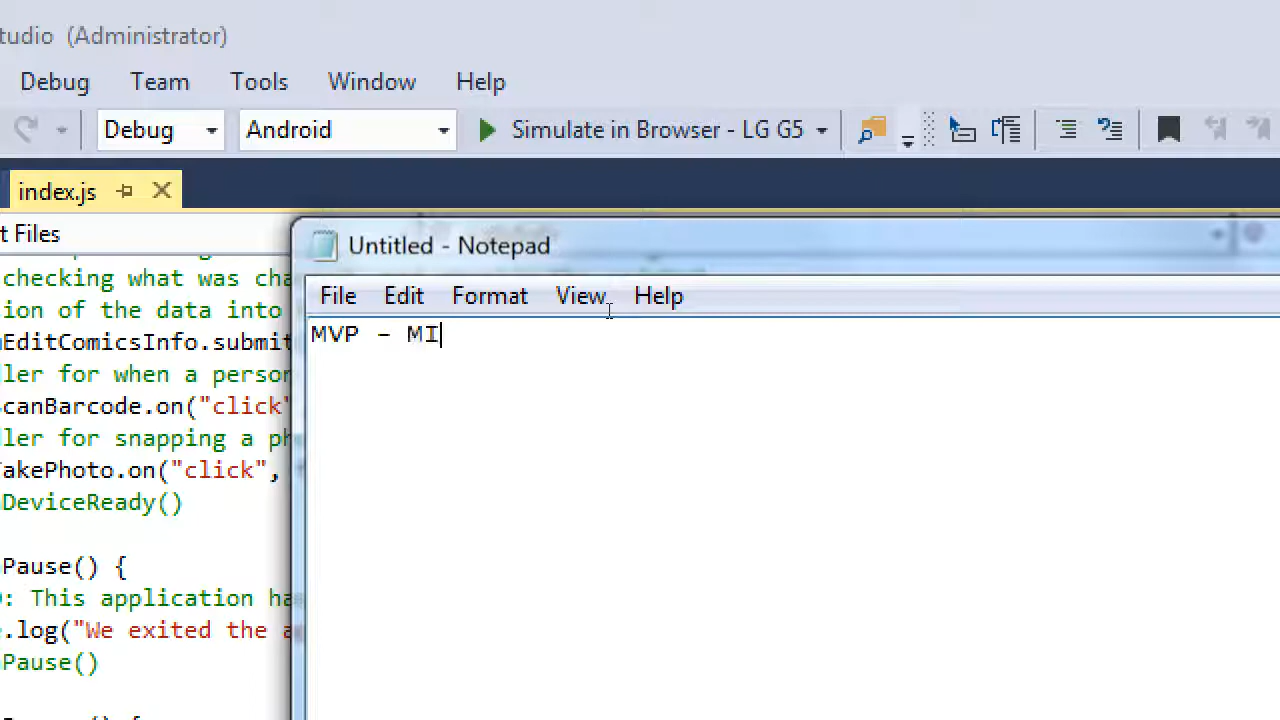 tudio (Administrator)
Debug Team Tools Window Help
Debug Android Simulate in Browser - LG G5
index.js
t Files
Untitled - Notepad
File Edit Format View Help
MVP - MI
checking what was cha
ion of the data into
EditComicsInfo.submit
ler for when a person
canBarcode.on("click"
ler for snapping a ph
akePhoto.on("click",
DeviceReady()
Pause() {
: This application ha
.log("We exited the a
Pause()